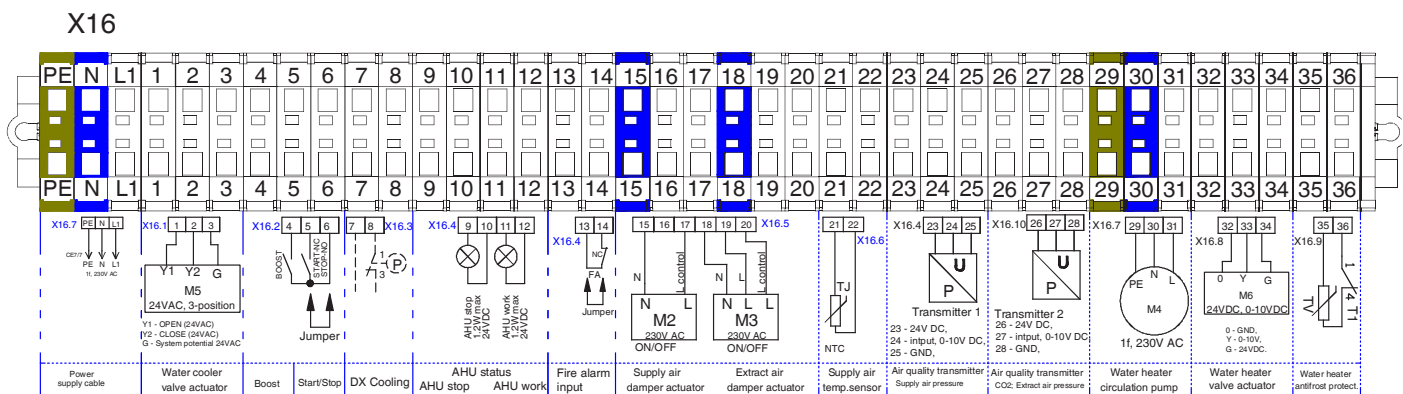 X16
PE N L1 1 2 3 4 5 6 7 8 9 10 11 12 13 14 15 16 17 18 19 20 21 22 23 24 25 26 27 28 29 30 31 32 33 34 35 36
PE N L1 1 2 3 4 5 6 7 8 9 10 11 12 13 14 15 16 17 18 19 20 21 22 23 24 25 26 27 28 29 30 31 32 33 34 35 36
X16.7 PE N L1
CE7/7
PE N L1
1f, 230V AC
Power
supply cable
X16.1 1 2 3
Y1 Y2 G
M5
24VAC, 3-position
Y1 - OPEN (24VAC)
Y2 - CLOSE (22VAC)
G - System potential 24VAC
Water cooler
valve actuator
X16.2 4 5 6
BOOST
START-NC
STOP-NO
Jumper
Boost
Start/Stop
7 8 X16.3
1
3
P
DX Cooling
X16.4 9 10 11 12
AHU stop
1.2W max
24VDC
AHU work
1.2W max
24VDC
AHU status
AHU stop AHU work
13 14
X16.4
NC
FA
Jumper
Fire alarm
input
15 16 17 18 19 20 X16.5
N L control
N L
M2
230V AC
ON/OFF
N L L control
N L
M3
230V AC
ON/OFF
Supply air
damper actuator
Extract air
damper actuator
21 22
X16.6
TJ
NTC
Supply air
temp.sensor
X16.4 23 24 25
U
P
Transmitter 1
23 - 24V DC,
24 - intput, 0-10V DC,
25 - GND,
Air quality transmitter
Supply air pressure
X16.10 26 27 28
U
P
Transmitter 2
26 - 24V DC,
27 - intput, 0-10V DC
28 - GND,
Air quality transmitter
CO2; Extract air pressure
X16.7 29 30 31
PE N L
M4
1f, 230V AC
Water heater
circulation pump
32 33 34
X16.8
0 Y G
M6
24VDC, 0-10VDC
0 - GND,
Y - 0-10V,
G - 24VDC.
Water heater
valve actuator
35 36
X16.9
TV
1
4
T1
Water heater
antifrost protect.